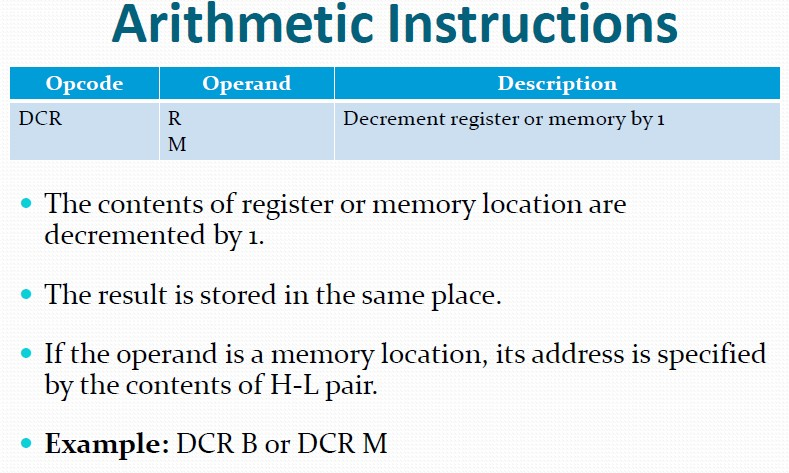 Arithmetic Instructions
Opcode Operand Description
DCR R Decrement register or memory by 1
M
• The contents of register or memory location are
decremented by 1.
• The result is stored in the same place.
• If the operand is a memory location, its address is specified
by the contents of H-L pair.
• Example: DCR B or DCR M